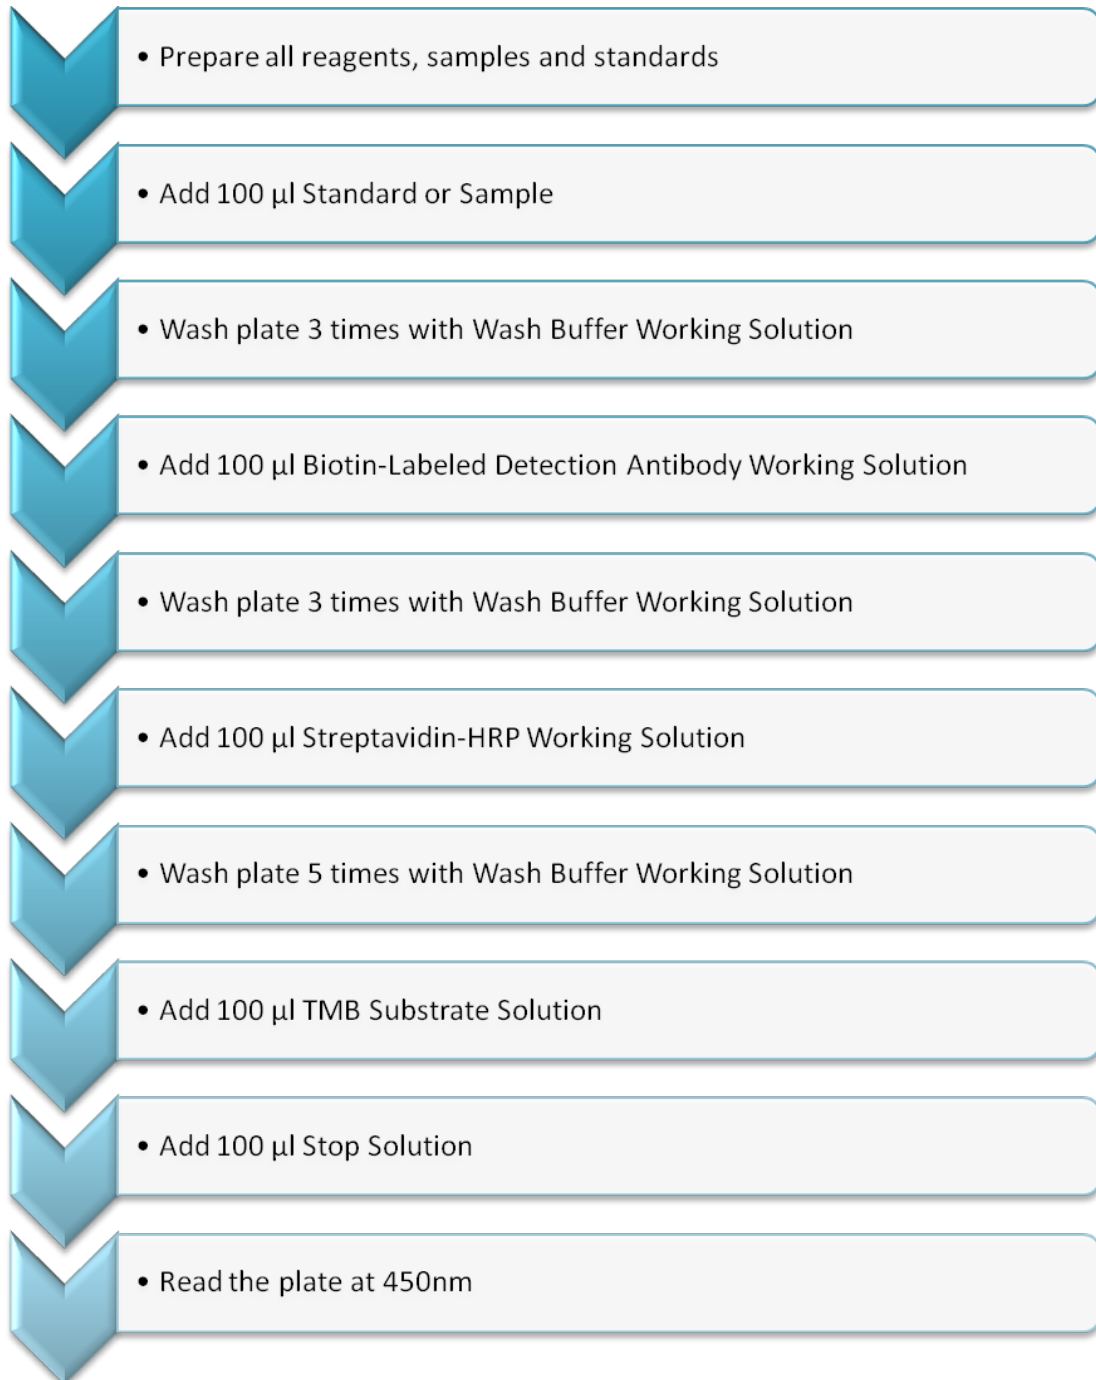 • Prepare all reagents, samples and standards
• Add 100 µl Standard or Sample
• Wash plate 3 times with Wash Buffer Working Solution
• Add 100 µl Biotin-Labeled Detection Antibody Working Solution
• Wash plate 3 times with Wash Buffer Working Solution
• Add 100 µl Streptavidin-HRP Working Solution
• Wash plate 5 times with Wash Buffer Working Solution
• Add 100 µl TMB Substrate Solution
• Add 100 µl Stop Solution
• Read the plate at 450nm